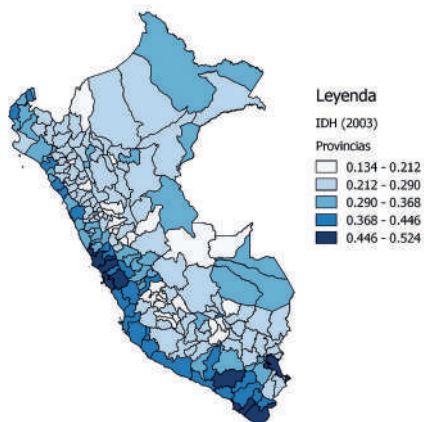 Leyenda
IDH (2003)
Provincias
0.134 - 0.212
0.212 - 0.290
0.290 - 0.368
0.368 - 0.446
0.446 - 0.524